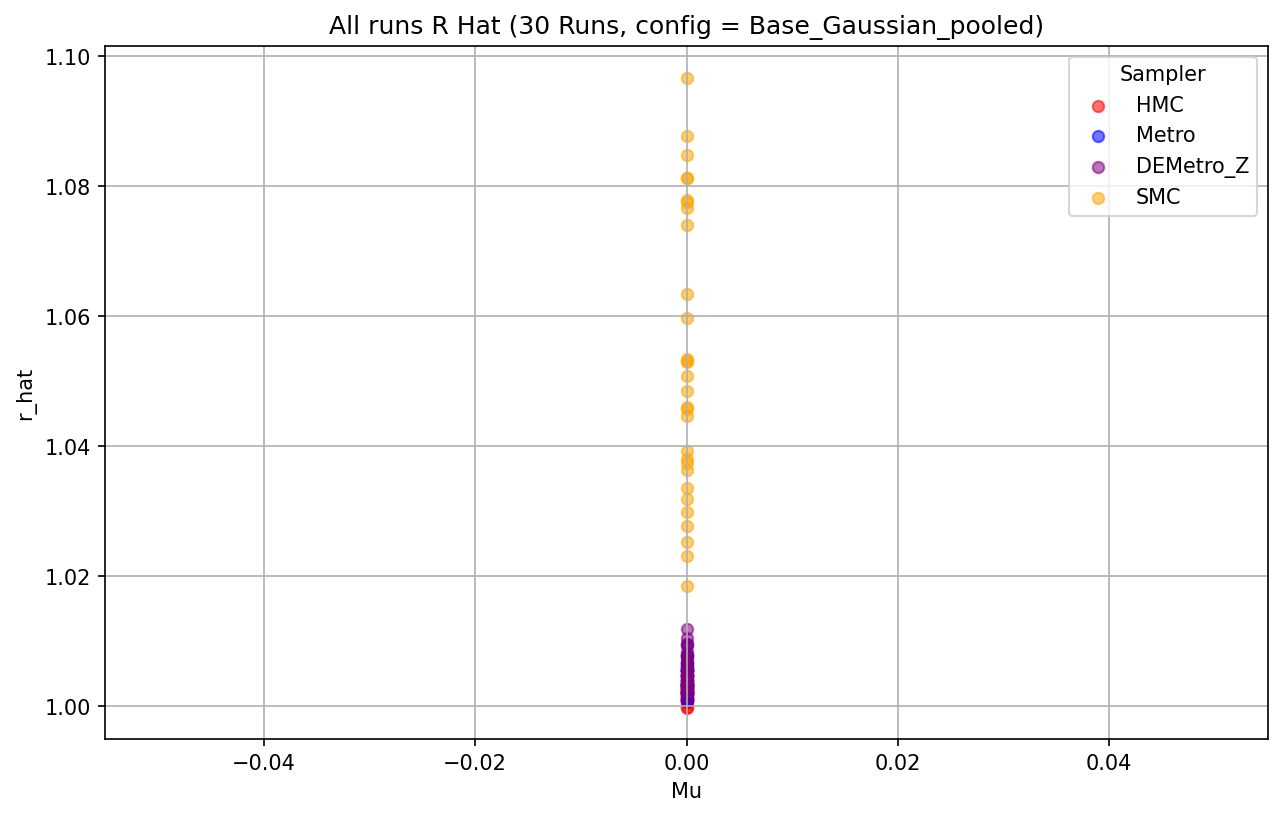 All runs R Hat (30 Runs, config = Base_Gaussian_pooled)
Sampler
HMC
Metro
DEMetro_Z
SMC
r_hat
1.10
1.08
1.06
1.04
1.02
1.00
−0.04 −0.02 0.00 0.02 0.04
Mu